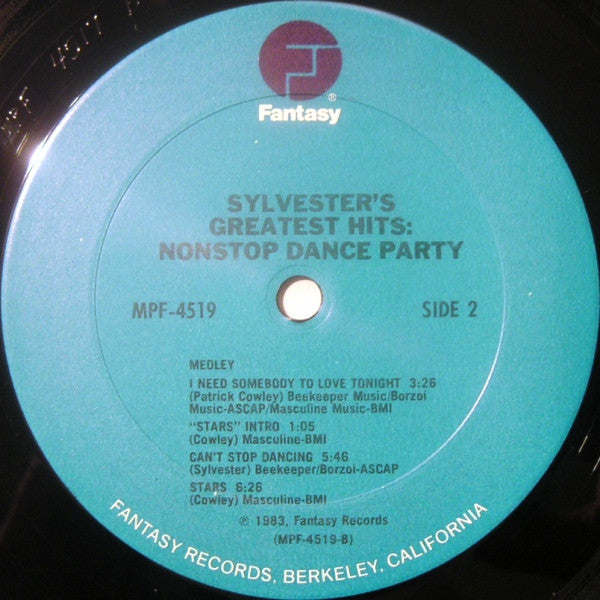 MPF 4519
F
Fantasy®
SYLVESTER'S
GREATEST HITS:
NONSTOP DANCE PARTY
MPF-4519
SIDE 2
MEDLEY
I NEED SOMEBODY TO LOVE TONIGHT 3:26
(Patrick Cowley) Beekeeper Music/Borzoi
Music-ASCAP/Masculine Music-BMI
"STARS" INTRO 1:05
(Cowley) Masculine-BMI
CAN'T STOP DANCING 5:46
(Sylvester) Beekeeper/Borzoi-ASCAP
STARS 6:26
(Cowley) Masculine-BMI
℗ 1983, Fantasy Records
(MPF-4519-B)
FANTASY RECORDS, BERKELEY, CALIFORNIA